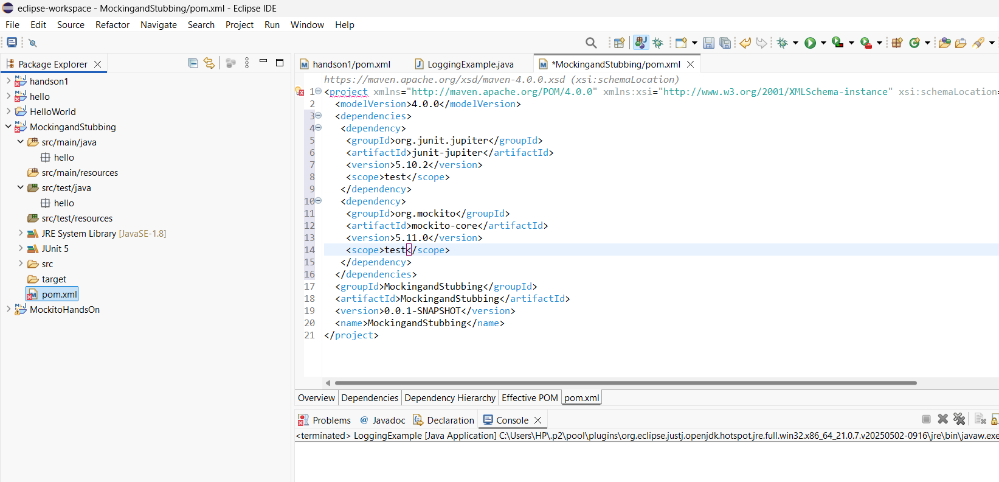 eclipse-workspace - MockingandStubbing/pom.xml - Eclipse IDE
File Edit Source Refactor Navigate Search Project Run Window Help
Package Explorer
handson1
hello
HelloWorld
MockingandStubbing
src/main/java
hello
src/main/resources
src/test/java
hello
src/test/resources
JRE System Library [JavaSE-1.8]
JUnit 5
src
target
pom.xml
MockitoHandsOn
handson1/pom.xml LoggingExample.java *MockingandStubbing/pom.xml
https://maven.apache.org/xsd/maven-4.0.0.xsd (xsi:schemaLocation)
1 <project xmlns="http://maven.apache.org/POM/4.0.0" xmlns:xsi="http://www.w3.org/2001/XMLSchema-instance" xsi:schemaLocation=
2 <modelVersion>4.0.0</modelVersion>
3 <dependencies>
4 <dependency>
5 <groupId>org.junit.jupiter</groupId>
6 <artifactId>junit-jupiter</artifactId>
7 <version>5.10.2</version>
8 <scope>test</scope>
9 </dependency>
10 <dependency>
11 <groupId>org.mockito</groupId>
12 <artifactId>mockito-core</artifactId>
13 <version>5.11.0</version>
14 <scope>test</scope>
15 </dependency>
16 </dependencies>
17 <groupId>MockingandStubbing</groupId>
18 <artifactId>MockingandStubbing</artifactId>
19 <version>0.0.1-SNAPSHOT</version>
20 <name>MockingandStubbing</name>
21 </project>
Overview Dependencies Dependency Hierarchy Effective POM pom.xml
Problems Javadoc Declaration Console
<terminated> LoggingExample [Java Application] C:\Users\HP\.p2\pool\plugins\org.eclipse.justj.openjdk.hotspot.jre.full.win32.x86_64_21.0.7.v20250502-0916\jre\bin\javaw.exe